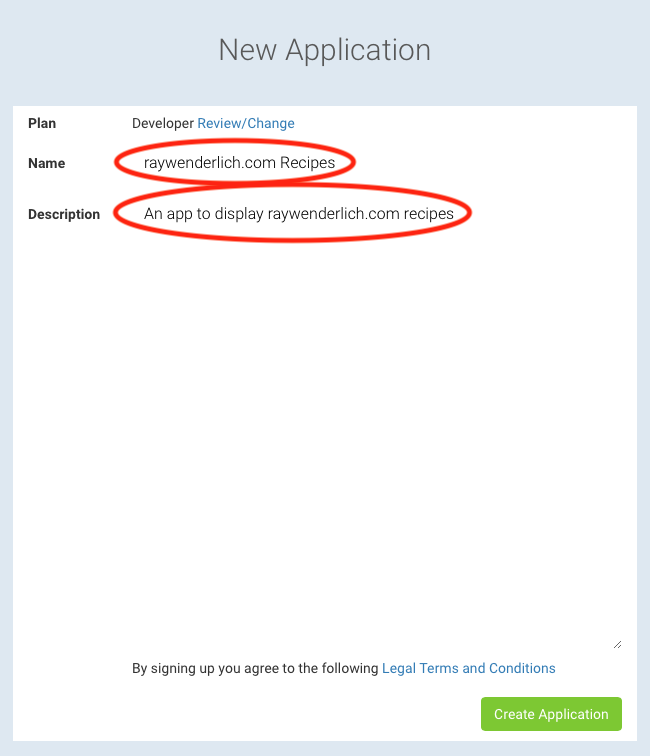 New Application
Plan Developer Review/Change
Name raywenderlich.com Recipes
Description An app to display raywenderlich.com recipes
By signing up you agree to the following Legal Terms and Conditions
Create Application